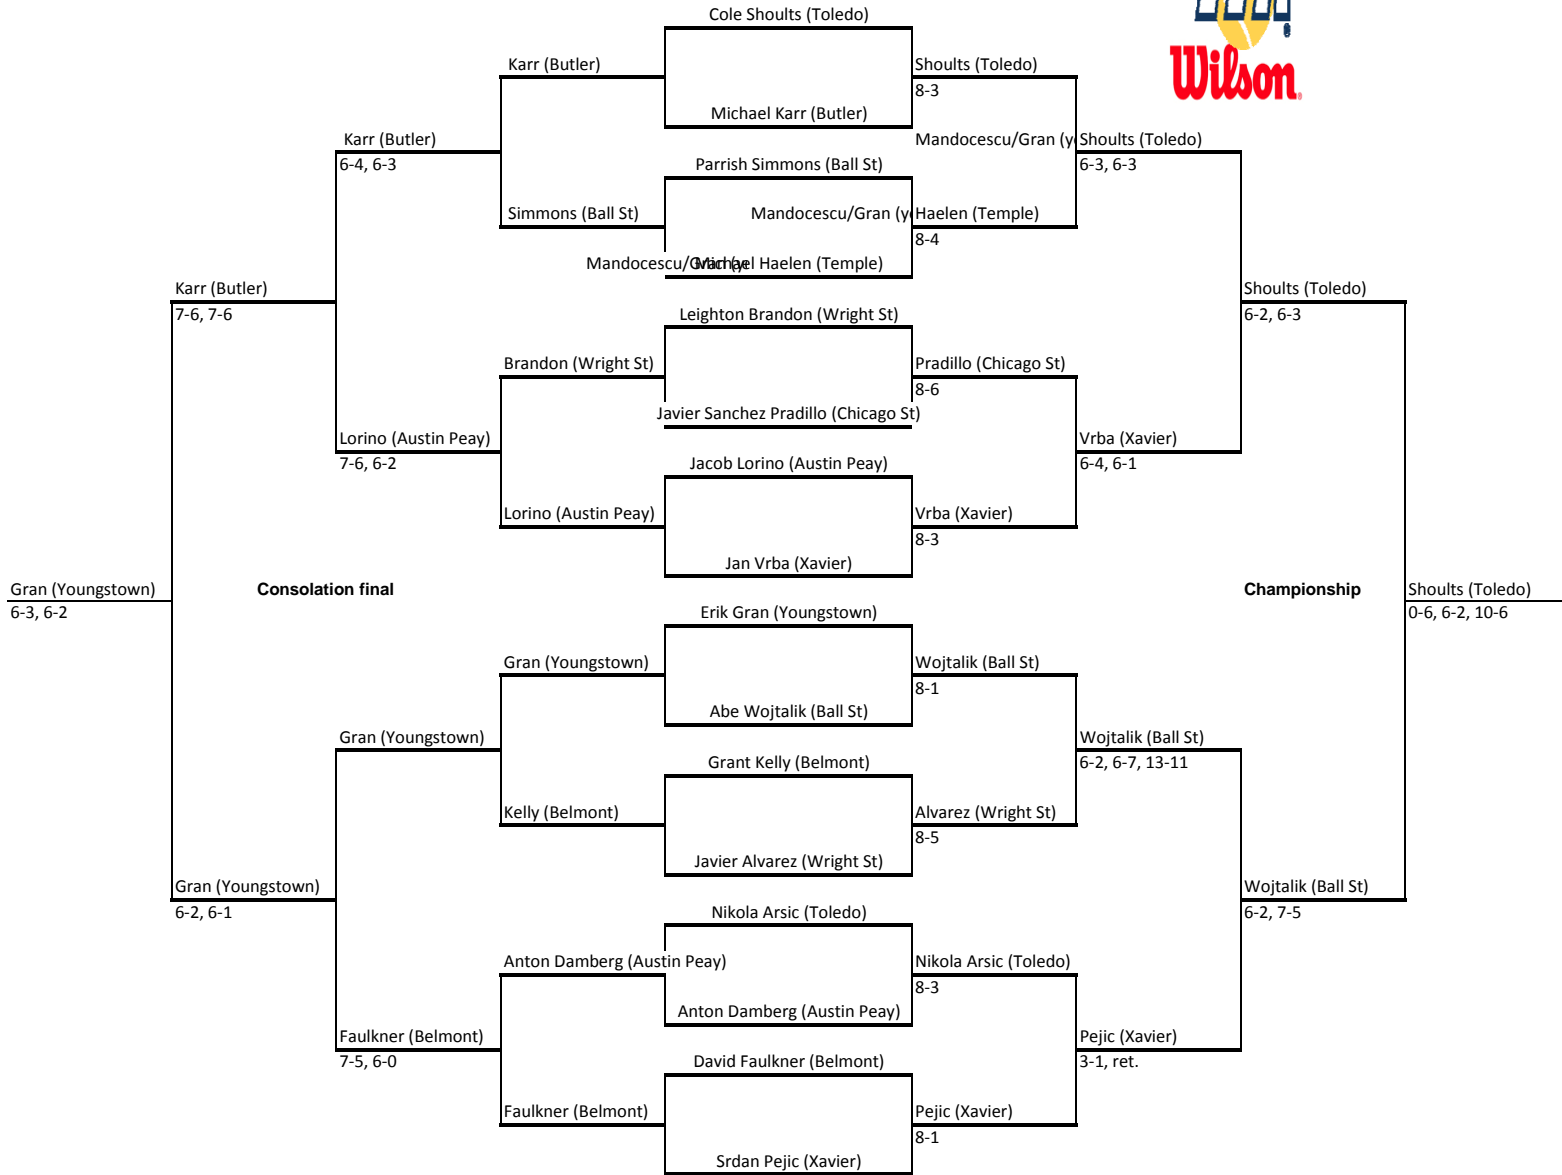 Cole Shoults (Toledo)
Karr (Butler)
Shoults (Toledo)
8-3
Wilson
Michael Karr (Butler)
Karr (Butler)
6-4, 6-3
Mandocescu/Gran (y
Shoults (Toledo)
6-3, 6-3
Parrish Simmons (Ball St)
Simmons (Ball St)
Mandocescu/Gran (y
Haelen (Temple)
8-4
Mandocescu/Gran (y
Michael Haelen (Temple)
Karr (Butler)
7-6, 7-6
Shoults (Toledo)
6-2, 6-3
Leighton Brandon (Wright St)
Brandon (Wright St)
Pradillo (Chicago St)
8-6
Javier Sanchez Pradillo (Chicago St)
Lorino (Austin Peay)
7-6, 6-2
Vrba (Xavier)
6-4, 6-1
Jacob Lorino (Austin Peay)
Lorino (Austin Peay)
Vrba (Xavier)
8-3
Jan Vrba (Xavier)
Gran (Youngstown)
6-3, 6-2
Consolation final
Championship
Shoults (Toledo)
0-6, 6-2, 10-6
Erik Gran (Youngstown)
Gran (Youngstown)
Wojtalik (Ball St)
8-1
Abe Wojtalik (Ball St)
Gran (Youngstown)
Wojtalik (Ball St)
6-2, 6-7, 13-11
Grant Kelly (Belmont)
Kelly (Belmont)
Alvarez (Wright St)
8-5
Javier Alvarez (Wright St)
Gran (Youngstown)
6-2, 6-1
Wojtalik (Ball St)
6-2, 7-5
Nikola Arsic (Toledo)
Anton Damberg (Austin Peay)
Nikola Arsic (Toledo)
8-3
Anton Damberg (Austin Peay)
Faulkner (Belmont)
7-5, 6-0
Pejic (Xavier)
3-1, ret.
David Faulkner (Belmont)
Faulkner (Belmont)
Pejic (Xavier)
8-1
Srdan Pejic (Xavier)